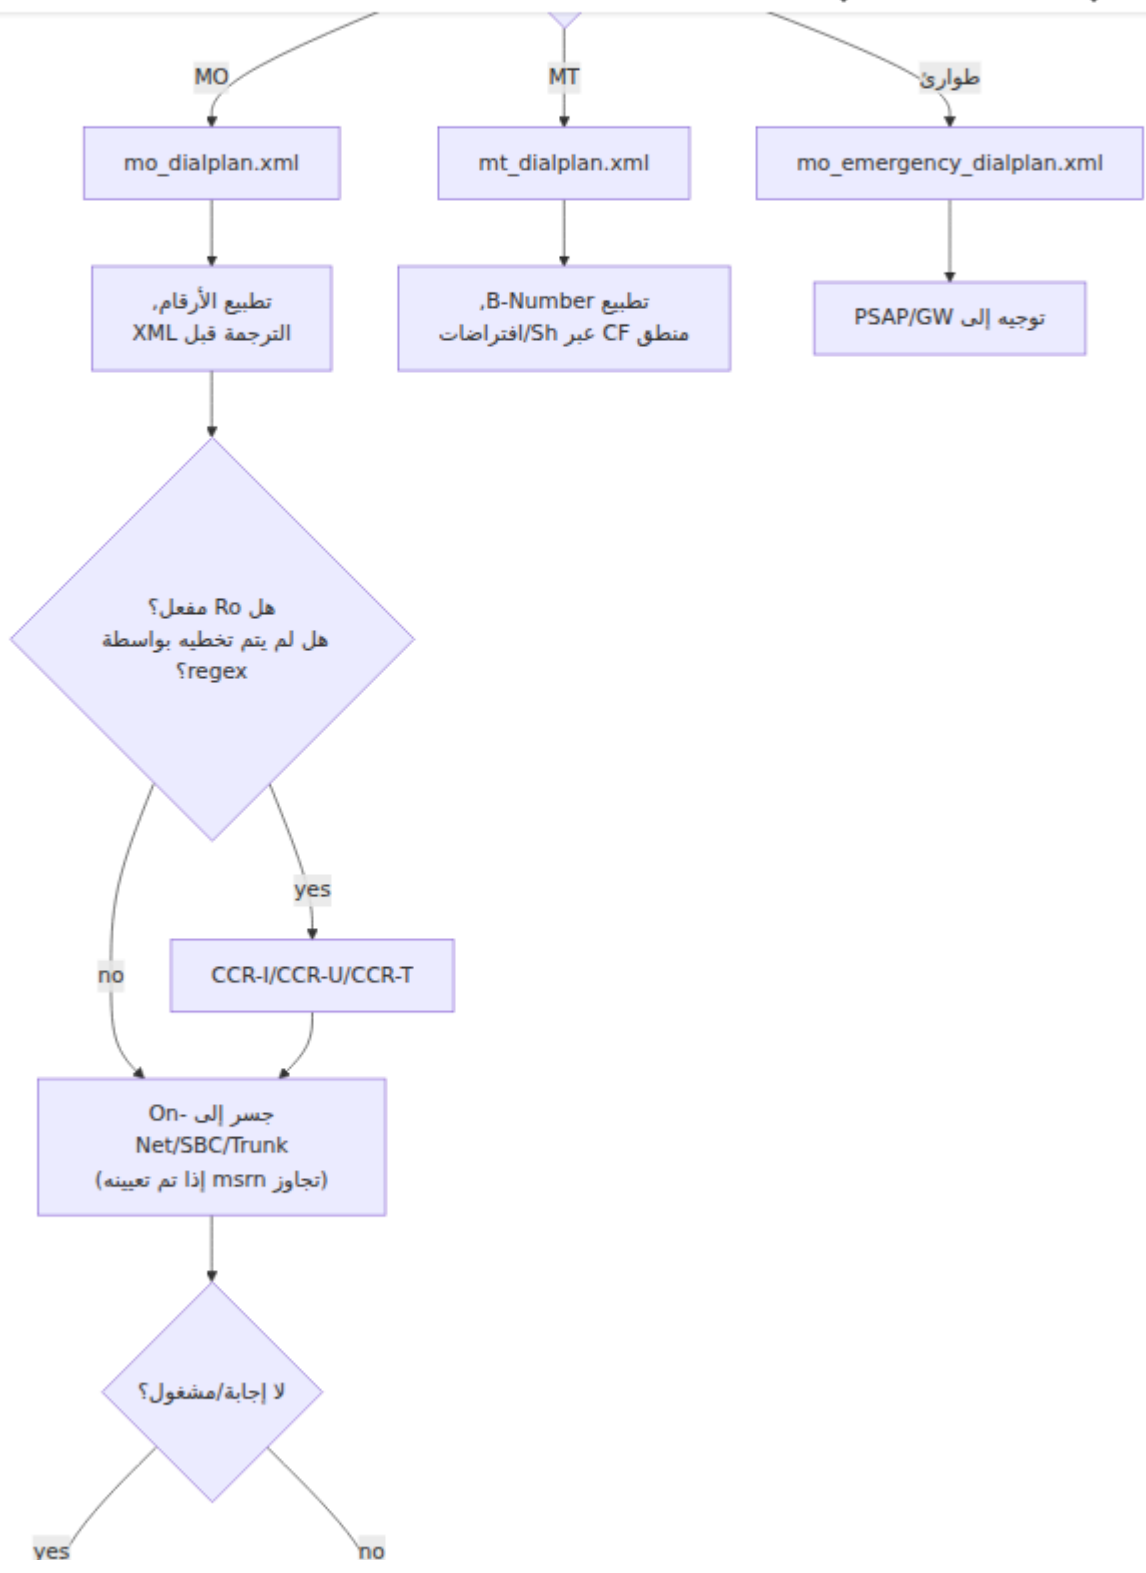 MO
MT
طوارئ
mo_dialplan.xml
mt_dialplan.xml
mo_emergency_dialplan.xml
تطبيع الأرقام,
الترجمة قبل XML
تطبيع B-Number,
منطق CF عبر Sh/افتراضات
توجيه إلى PSAP/GW
هل Ro مفعل؟
هل لم يتم تخطيه بواسطة
regex؟
yes
no
CCR-I/CCR-U/CCR-T
جسر إلى On-
Net/SBC/Trunk
(تجاوز msrn إذا تم تعيينه)
لا إجابة/مشغول؟
yes
no